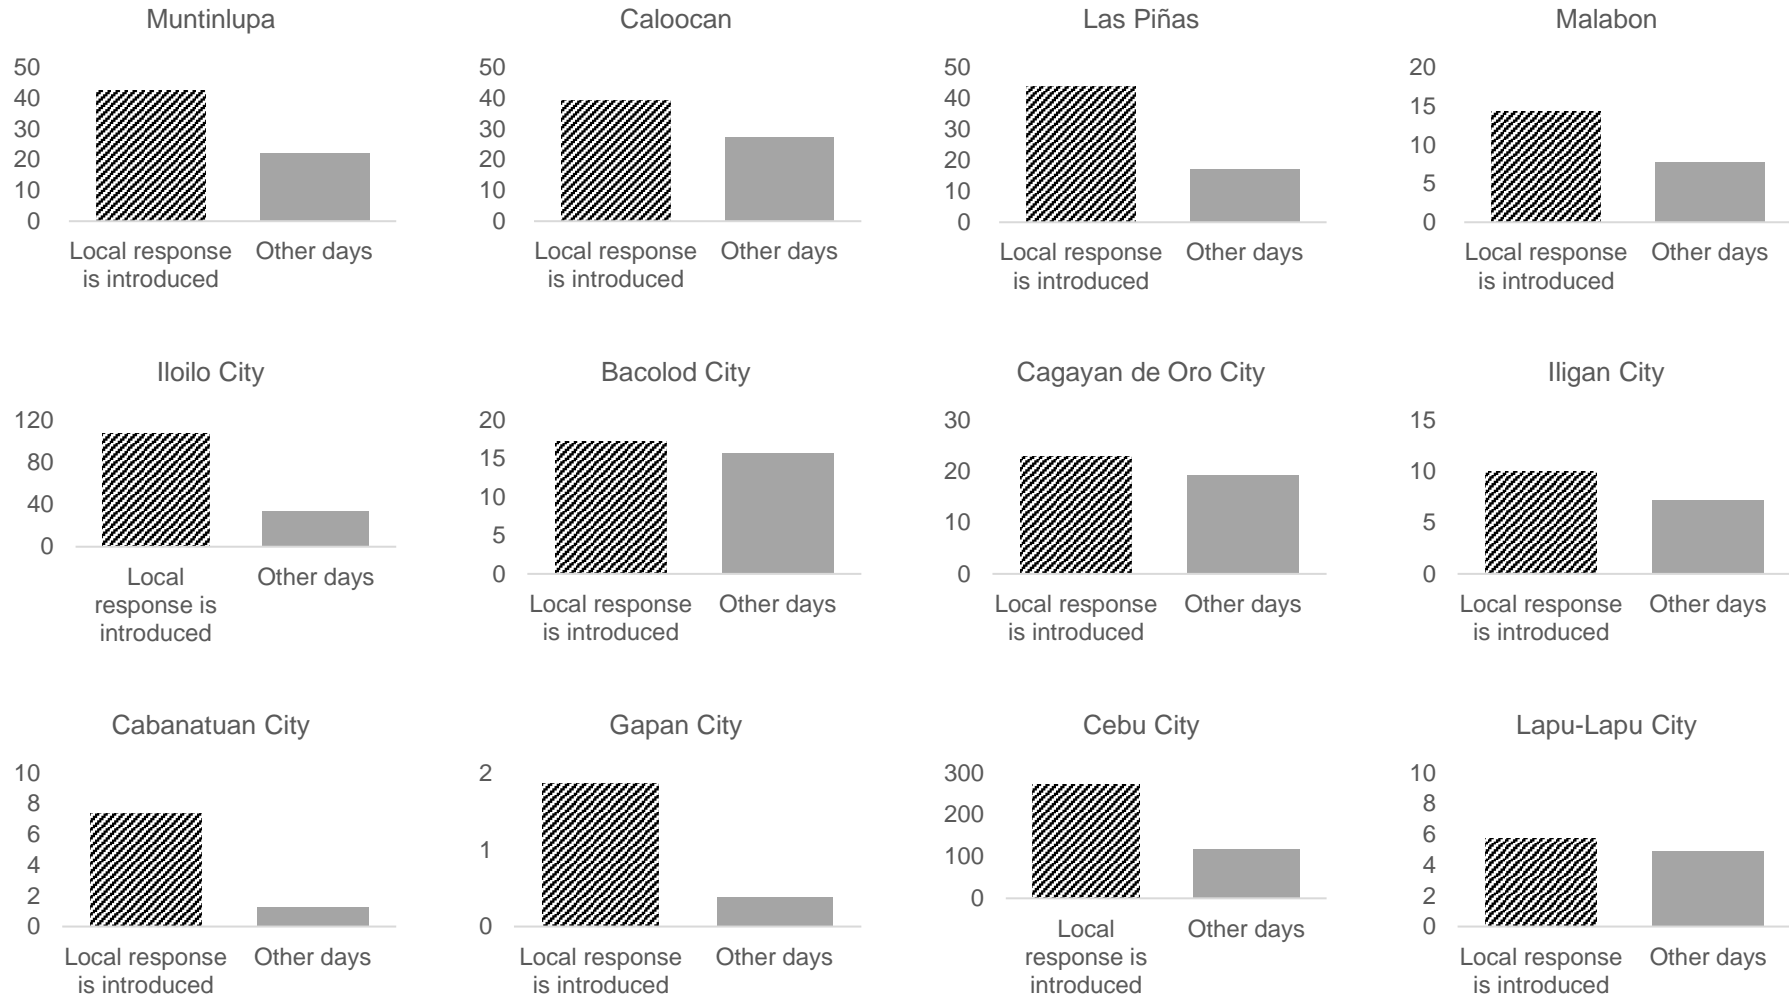 Muntinlupa
50
40
30
20
10
0
Local response
is introduced
Other days
Caloocan
50
40
30
20
10
0
Local response
is introduced
Other days
Las Piñas
50
40
30
20
10
0
Local response
is introduced
Other days
Malabon
20
15
10
5
0
Local response
is introduced
Other days
Iloilo City
120
80
40
0
Local
response is
introduced
Other days
Bacolod City
20
15
10
5
0
Local response
is introduced
Other days
Cagayan de Oro City
30
20
10
0
Local response
is introduced
Other days
Iligan City
15
10
5
0
Local response
is introduced
Other days
Cabanatuan City
10
8
6
4
2
0
Local response
is introduced
Other days
Gapan City
2
1
0
Local response
is introduced
Other days
Cebu City
300
200
100
0
Local
response is
introduced
Other days
Lapu-Lapu City
10
8
6
4
2
0
Local response
is introduced
Other days